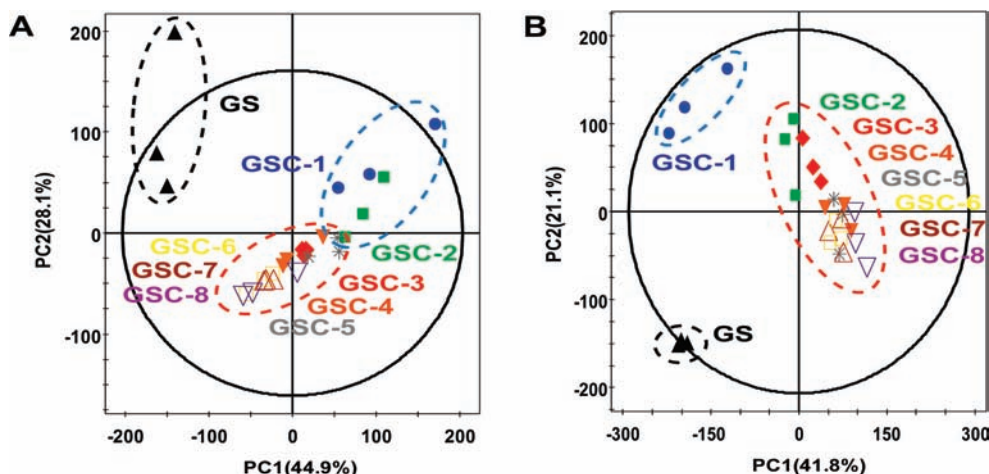 A
200
100
0
-100
PC2(28.1%)
GS
GSC-1
GSC-2
GSC-6
GSC-7
GSC-8
GSC-3
GSC-4
GSC-5
-200
-100
0
100
200
PC1(44.9%)
B
200
100
0
-100
-200
PC2(21.1%)
GSC-1
GSC-2
GSC-3
GSC-4
GSC-5
GSC-6
GSC-7
GSC-8
GS
-300
-150
0
150
300
PC1(41.8%)